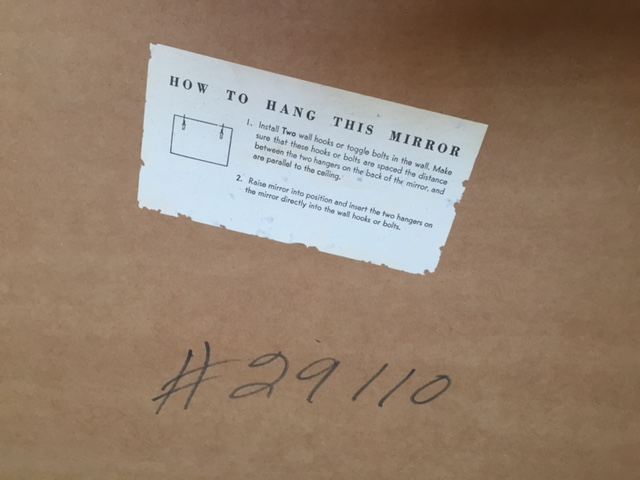 HOW TO HANG THIS MIRROR
1. Install Two wall hooks or toggle bolts in the wall. Make
sure that these hooks or bolts are spaced the distance
between the two hangers on the back of the mirror, and
are parallel to the ceiling.
2. Raise mirror into position and insert the two hangers on
the mirror directly into the wall hooks or bolts.
#29110